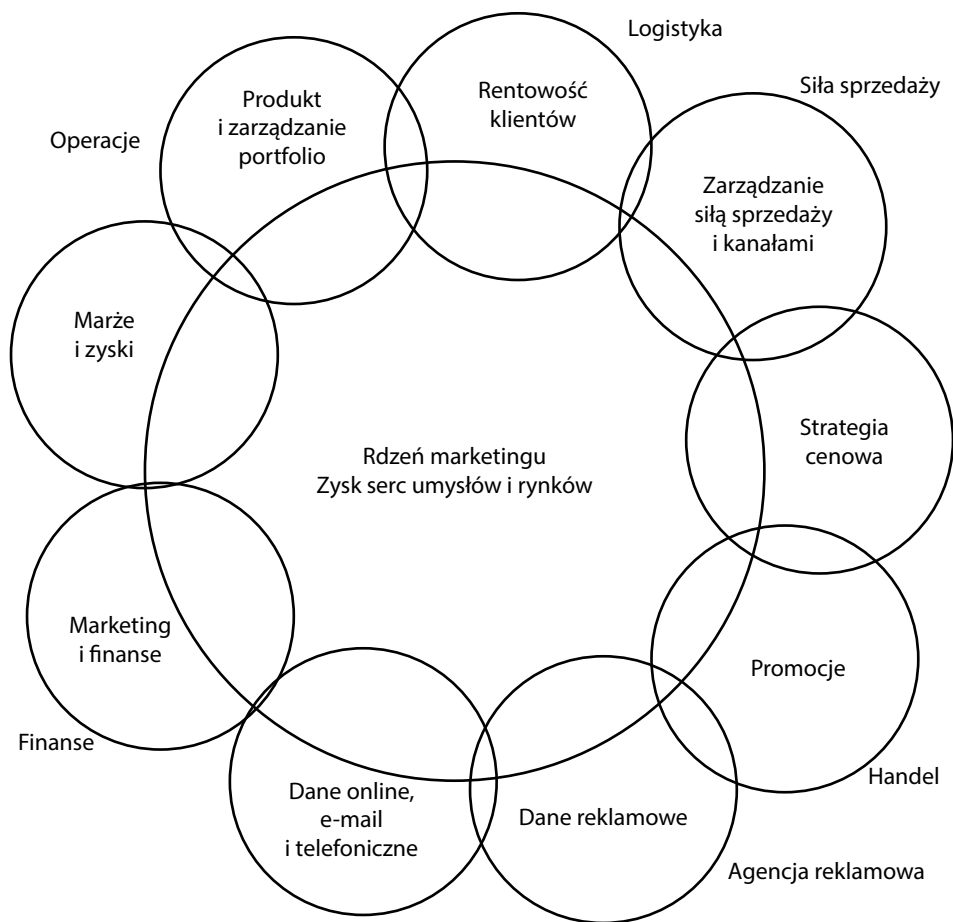 Logistyka
Siła sprzedaży
Operacje
Produkt
i zarządzanie
portfolio
Rentowość
klientów
Zarządzanie
siłą sprzedaży
i kanałami
Marże
i zyski
Strategia
cenowa
Rdzeń marketingu
Zysk serc umysłów i rynków
Marketing
i finanse
Promocje
Finanse
Handel
Dane online,
e-mail
i telefoniczne
Dane reklamowe
Agencja reklamowa